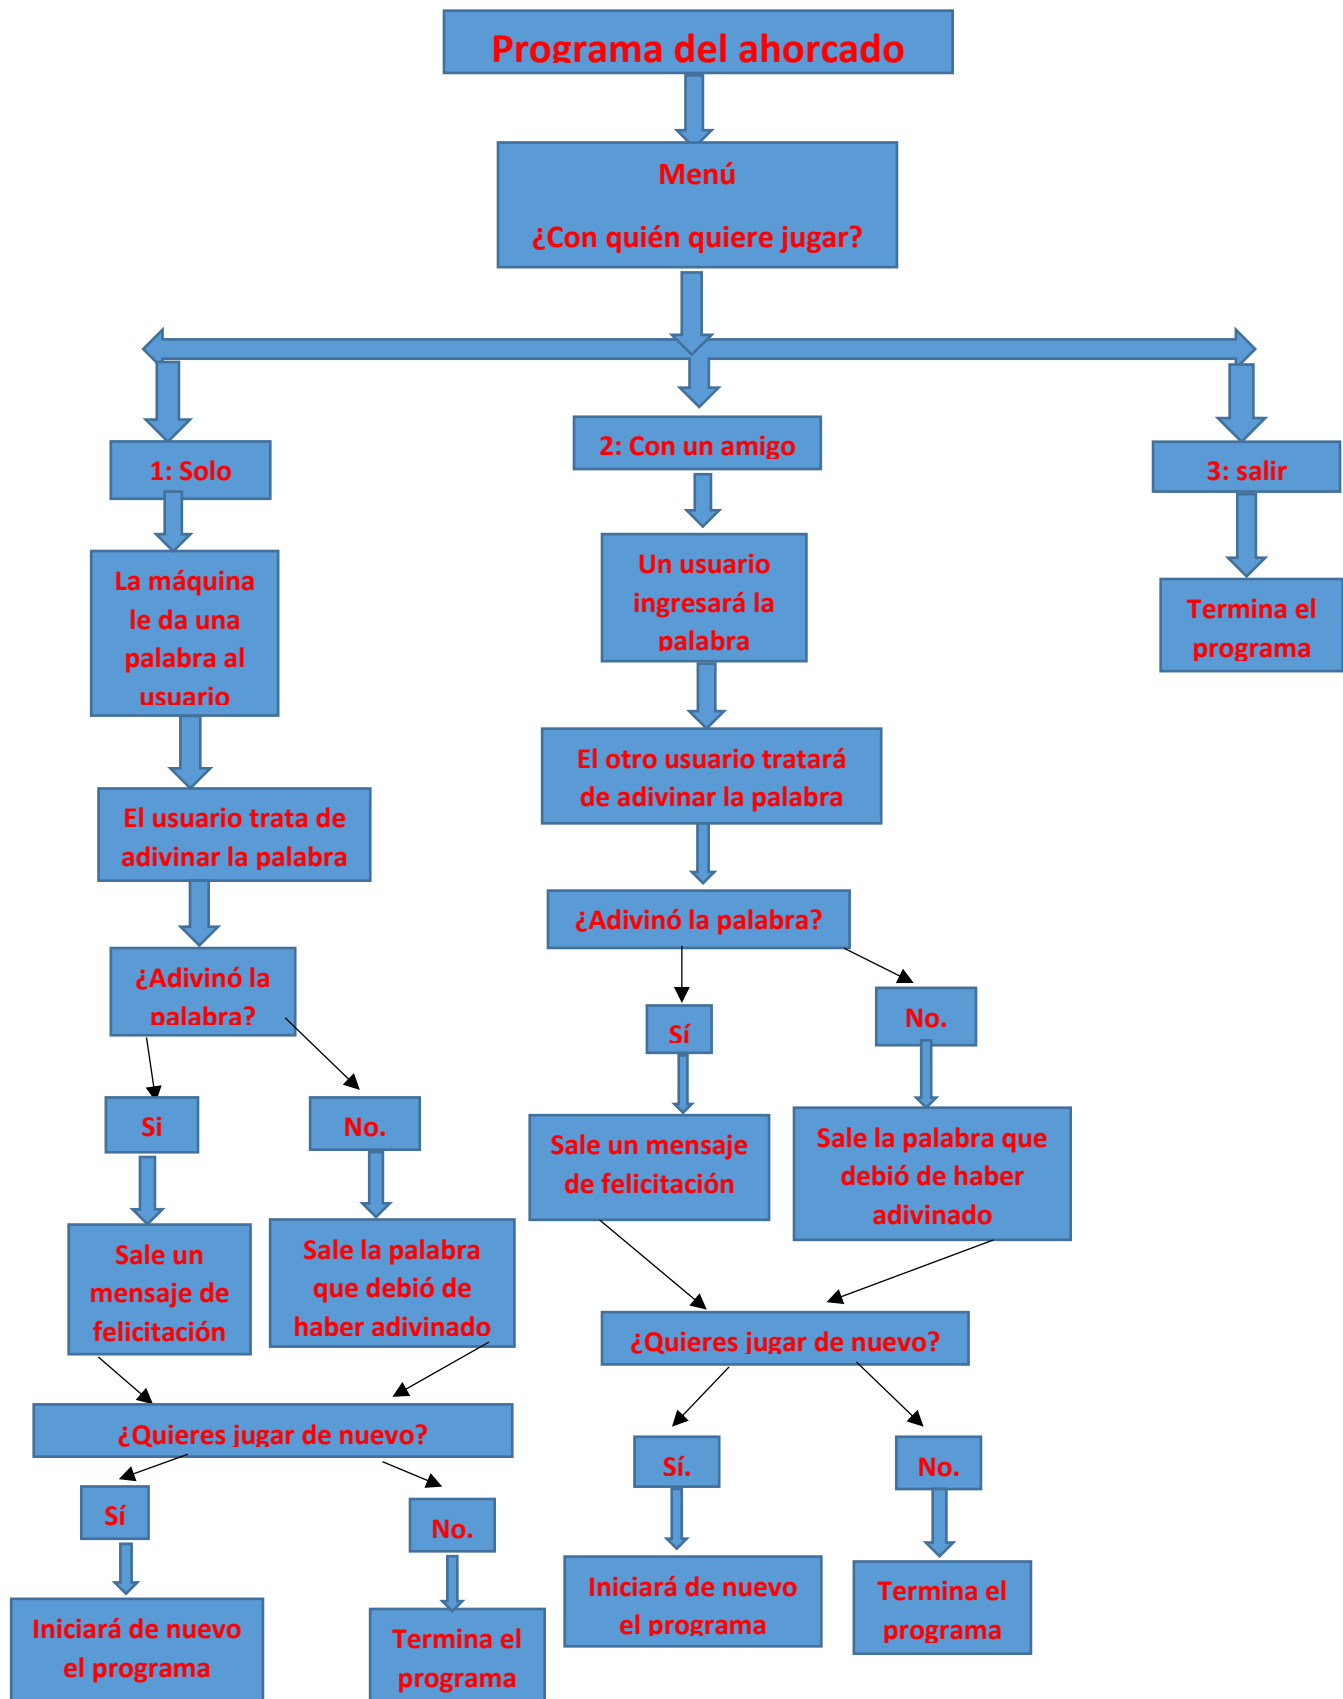 Programa del ahorcado
Menú
¿Con quién quiere jugar?
1: Solo
La máquina
le da una
palabra al
usuario
El usuario trata de
adivinar la palabra
¿Adivinó la
palabra?
Si
No.
Sale un
mensaje de
felicitación
Sale la palabra
que debió de
haber adivinado
¿Quieres jugar de nuevo?
Sí
No.
Iniciará de nuevo
el programa
Termina el
programa
2: Con un amigo
Un usuario
ingresará la
palabra
El otro usuario tratará
de adivinar la palabra
¿Adivinó la palabra?
Sí
No.
Sale un mensaje
de felicitación
Sale la palabra que
debió de haber
adivinado
¿Quieres jugar de nuevo?
Sí.
No.
Iniciará de nuevo
el programa
Termina el
programa
3: salir
Termina el
programa